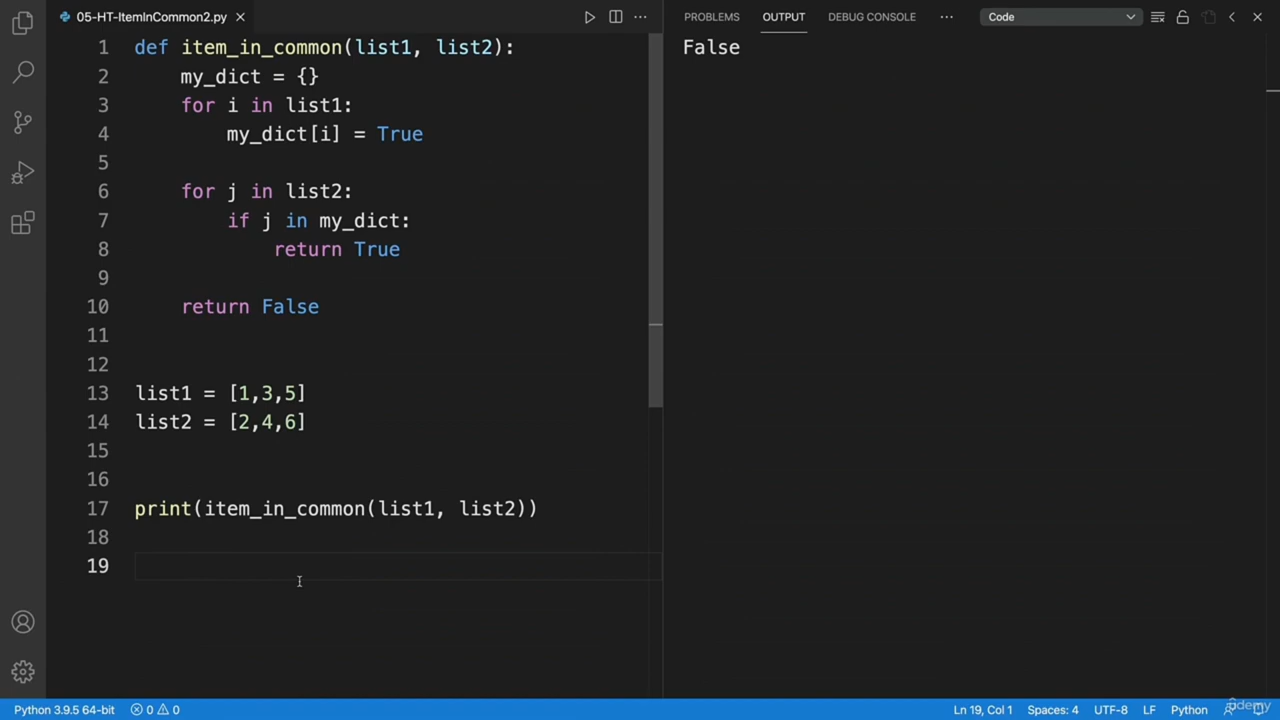 05-HT-ItemInCommon2.py
PROBLEMS OUTPUT DEBUG CONSOLE
Code
1 def item_in_common(list1, list2):
2     my_dict = {}
3     for i in list1:
4         my_dict[i] = True
5
6     for j in list2:
7         if j in my_dict:
8             return True
9
10     return False
11
12
13 list1 = [1,3,5]
14 list2 = [2,4,6]
15
16
17 print(item_in_common(list1, list2))
18
19
False
Python 3.9.5 64-bit 0 0 Ln 19, Col 1 Spaces: 4 UTF-8 LF Python
ûdemy